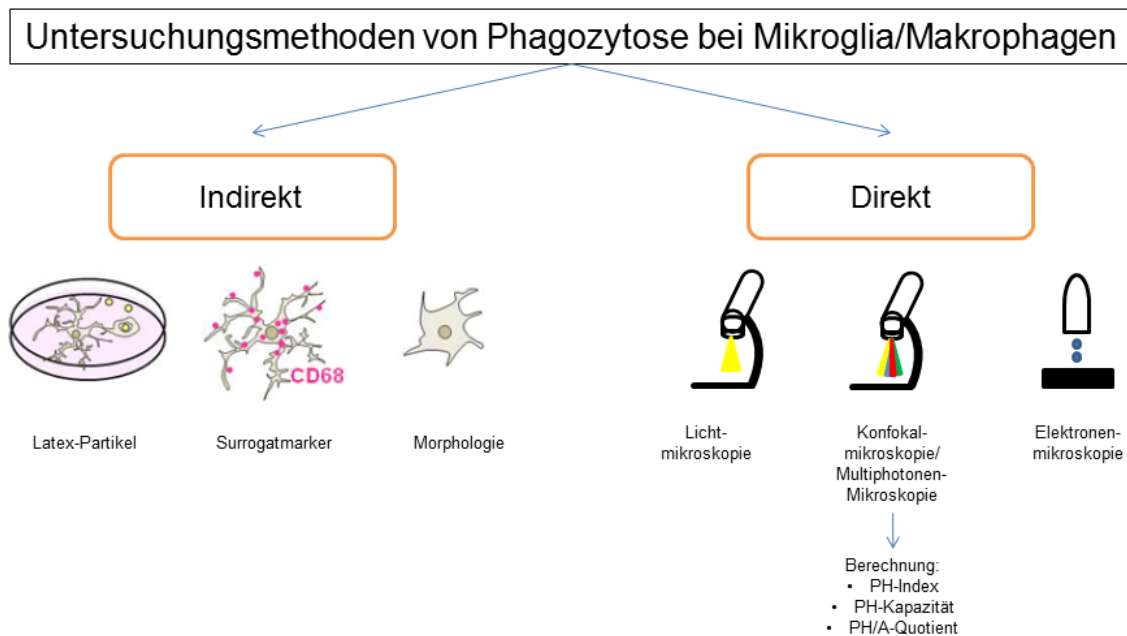 Untersuchungsmethoden von Phagozytose bei Mikroglia/Makrophagen
Indirekt
Direkt
CD68
Latex-Partikel
Surrogatmarker
Morphologie
Licht-
mikroskopie
Konfokal-
mikroskopie/
Multiphotonen-
Mikroskopie
Elektronen-
mikroskopie
Berechnung:
• PH-Index
• PH-Kapazität
• PH/A-Quotient